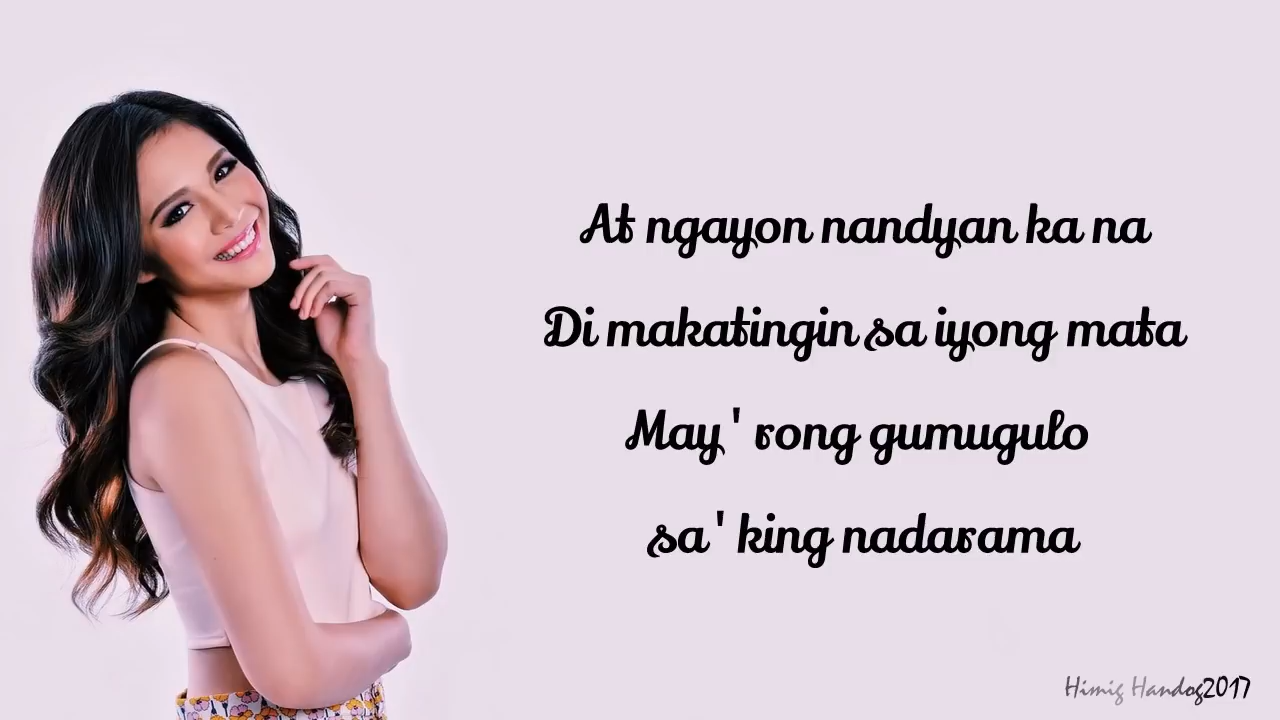 At ngayon nandyan ka na
Di makatingin sa iyong mata
May ' rong gumugulo
sa ' king nadarama
Himig Handog2017